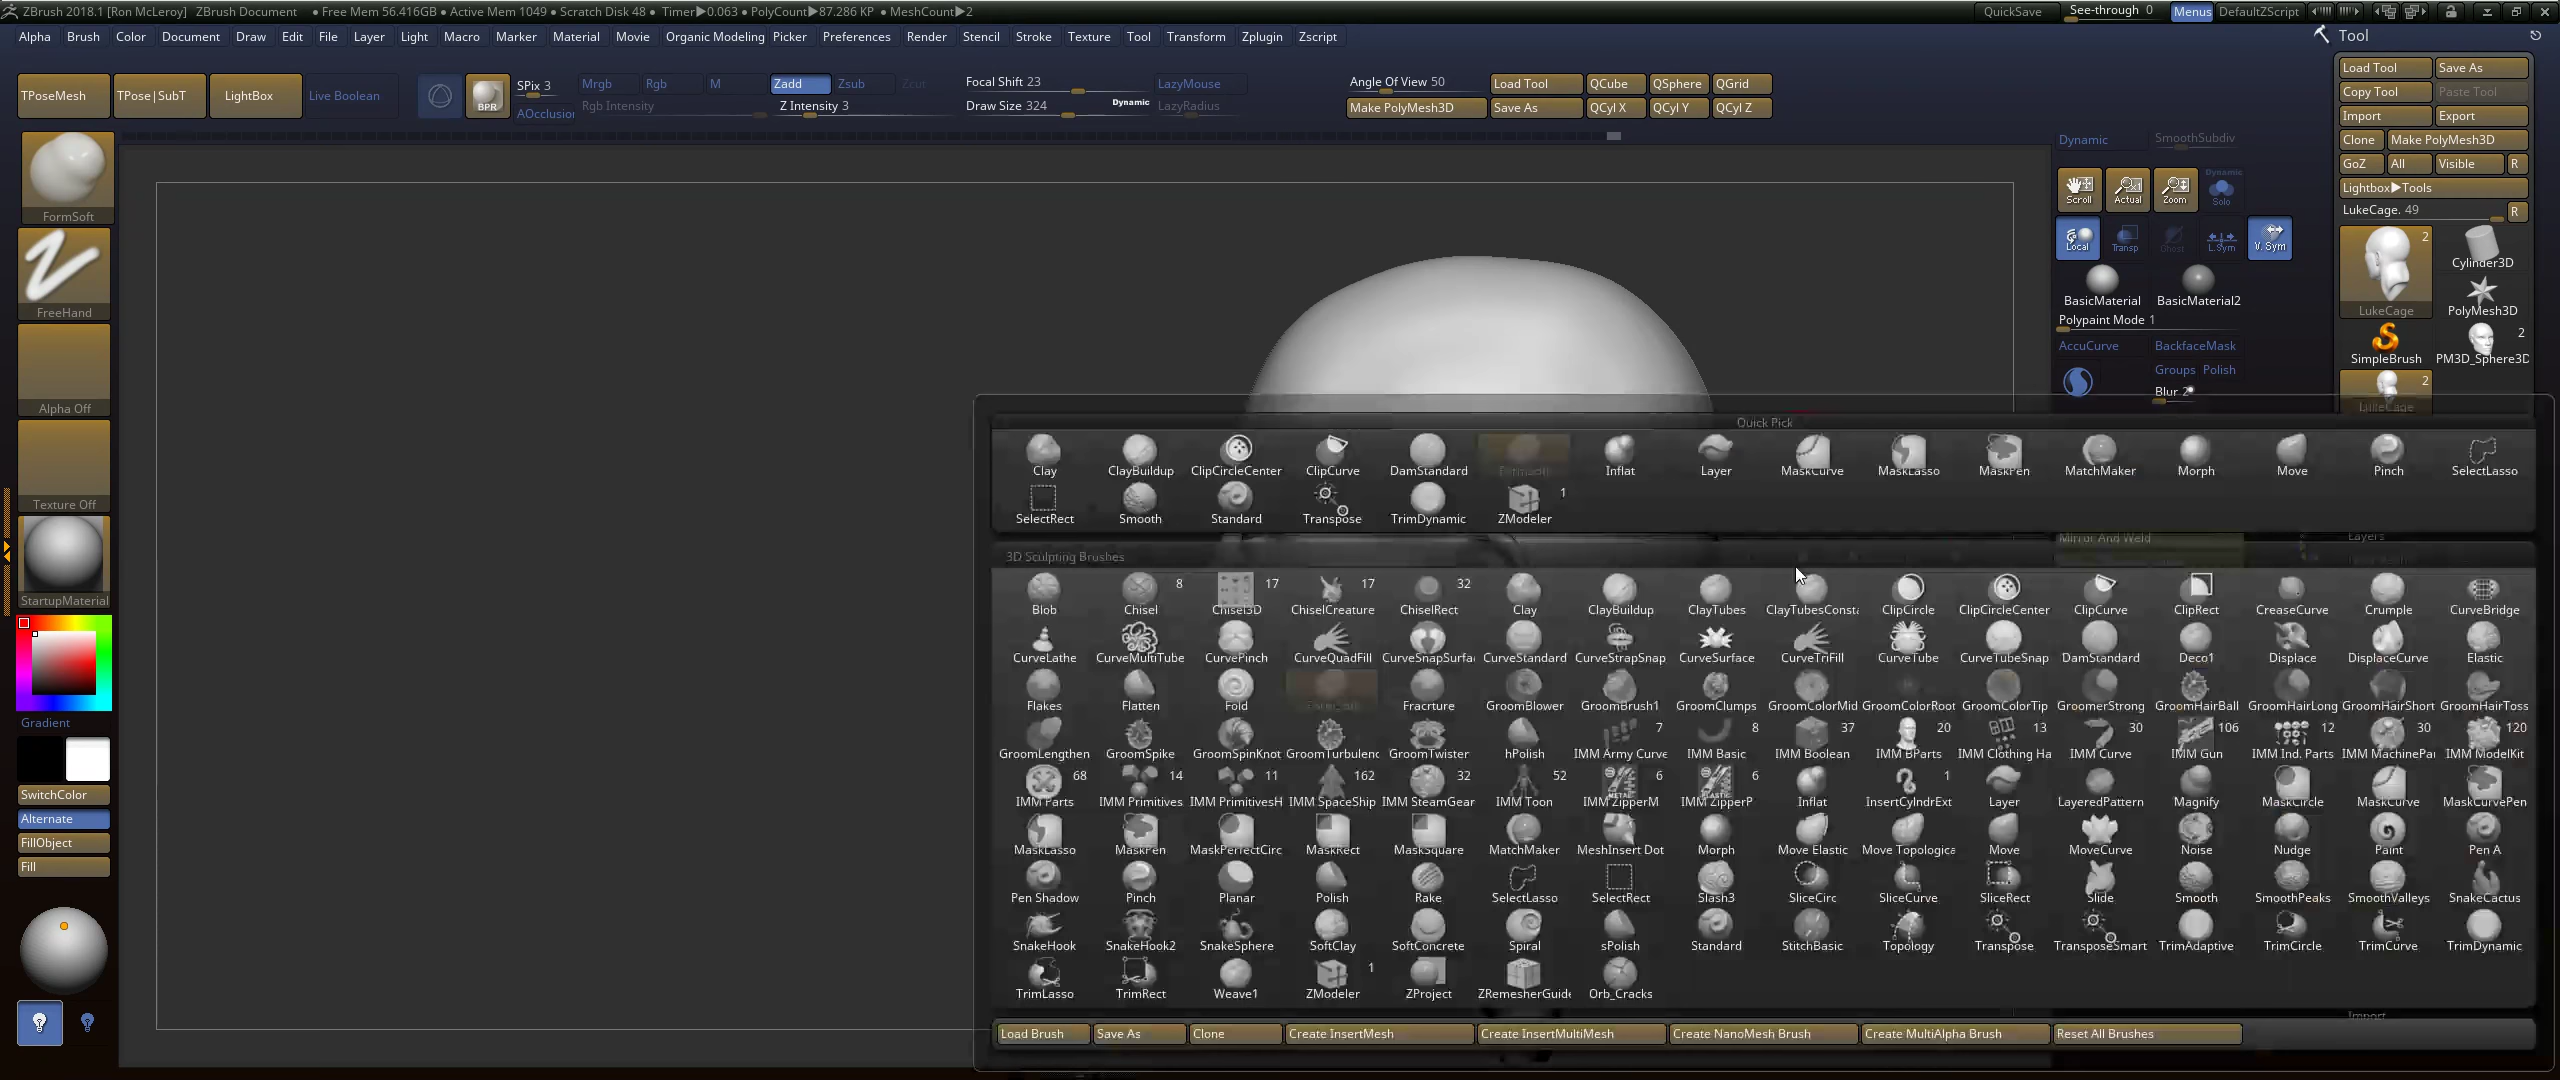 ZBrush 2018.1 [Ron McLeroy] ZBrush Document ● Free Mem 56.416GB ● Active Mem 1049 ● Scratch Disk 48 ● Timer▶0.063 ● PolyCount▶87.286 KP ● MeshCount▶2 QuickSave See-through 0 Menus DefaultZScript
Alpha Brush Color Document Draw Edit File Layer Light Macro Marker Material Movie Organic Modeling Picker Preferences Render Stencil Stroke Texture Tool Transform Zplugin Zscript
Tool
Load Tool Save As
Copy Tool Paste Tool
Import Export
Clone Make PolyMesh3D
GoZ All Visible R
Lightbox▶Tools
LukeCage. 49 R
2
Cylinder3D
LukeCage PolyMesh3D
2
SimpleBrush PM3D_Sphere3D
2
LukeCage
TPoseMesh TPose|SubT LightBox Live Boolean BPR SPix 3
AOcclusion
Mrgb Rgb M Zadd Zsub Zcut
Rgb Intensity Z Intensity 3
Focal Shift 23
Draw Size 324 Dynamic
LazyMouse
LazyRadius
Angle Of View 50 Load Tool QCube QSphere QGrid
Make PolyMesh3D Save As QCyl X QCyl Y QCyl Z
Dynamic SmoothSubdiv
Scroll Actual Zoom Dynamic Solo
Local Transp Ghost L.Sym V. Sym
BasicMaterial BasicMaterial2
Polypaint Mode 1
AccuCurve BackfaceMask
Groups Polish
Blur 2
FormSoft
FreeHand
Alpha Off
Texture Off
StartupMaterial
Gradient
SwitchColor
Alternate
FillObject
Fill
Quick Pick
Clay ClayBuildup ClipCircleCenter ClipCurve DamStandard FormSoft Inflat Layer MaskCurve MaskLasso MaskPen MatchMaker Morph Move Pinch SelectLasso
1
SelectRect Smooth Standard Transpose TrimDynamic ZModeler
Mirror And Weld Layers
3D Sculpting Brushes
8 17 17 32
Blob Chisel Chisel3D ChiselCreature ChiselRect Clay ClayBuildup ClayTubes ClayTubesConsta ClipCircle ClipCircleCenter ClipCurve ClipRect CreaseCurve Crumple CurveBridge
CurveLathe CurveMultiTube CurvePinch CurveQuadFill CurveSnapSurfac CurveStandard CurveStrapSnap CurveSurface CurveTriFill CurveTube CurveTubeSnap DamStandard Deco1 Displace DisplaceCurve Elastic
Flakes Flatten Fold FormSoft Fracrture GroomBlower GroomBrush1 GroomClumps GroomColorMid GroomColorRoot GroomColorTip GroomerStrong GroomHairBall GroomHairLong GroomHairShort GroomHairToss
7 8 37 20 13 30 106 12 30 120
GroomLengthen GroomSpike GroomSpinKnot GroomTurbulenc GroomTwister hPolish IMM Army Curve IMM Basic IMM Boolean IMM BParts IMM Clothing Ha IMM Curve IMM Gun IMM Ind. Parts IMM MachinePar IMM ModelKit
68 14 11 162 32 52 6 6 1
IMM Parts IMM Primitives IMM PrimitivesH IMM SpaceShip IMM SteamGear IMM Toon IMM ZipperM IMM ZipperP Inflat InsertCylndrExt Layer LayeredPattern Magnify MaskCircle MaskCurve MaskCurvePen
MaskLasso MaskPen MaskPerfectCirc MaskRect MaskSquare MatchMaker MeshInsert Dot Morph Move Elastic Move Topologica Move MoveCurve Noise Nudge Paint Pen A
Pen Shadow Pinch Planar Polish Rake SelectLasso SelectRect Slash3 SliceCirc SliceCurve SliceRect Slide Smooth SmoothPeaks SmoothValleys SnakeCactus
SnakeHook SnakeHook2 SnakeSphere SoftClay SoftConcrete Spiral sPolish Standard StitchBasic Topology Transpose TransposeSmart TrimAdaptive TrimCircle TrimCurve TrimDynamic
1
TrimLasso TrimRect Weave1 ZModeler ZProject ZRemesherGuide Orb_Cracks
Import
Load Brush Save As Clone Create InsertMesh Create InsertMultiMesh Create NanoMesh Brush Create MultiAlpha Brush Reset All Brushes